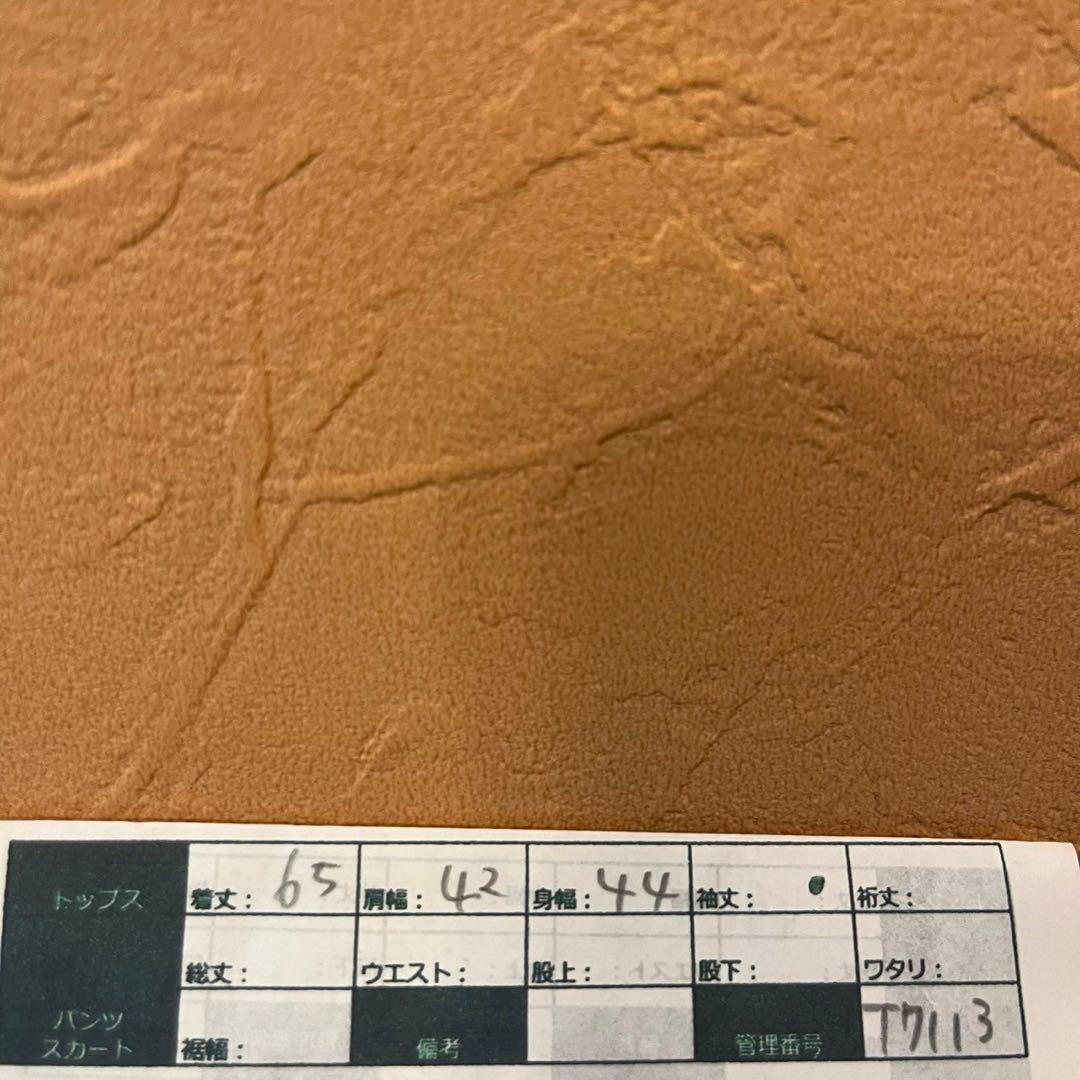 トップス 着丈： 65 肩幅： 42 身幅： 44 袖丈： 裄丈：
総丈： ウエスト： 股上： 股下： ワタリ：
パンツ
スカート 裾幅： 備考 管理番号 T7113